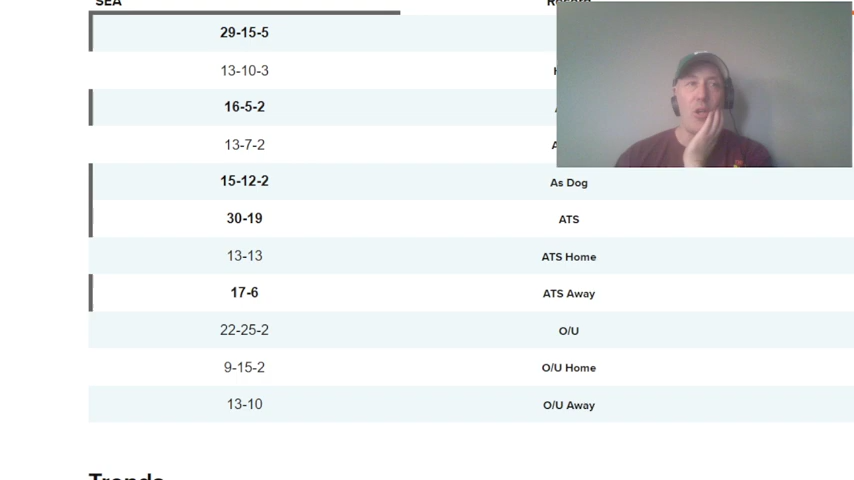 SEA Record
29-15-5
13-10-3
16-5-2
13-7-2
15-12-2 As Dog
30-19 ATS
13-13 ATS Home
17-6 ATS Away
22-25-2 O/U
9-15-2 O/U Home
13-10 O/U Away
Trends